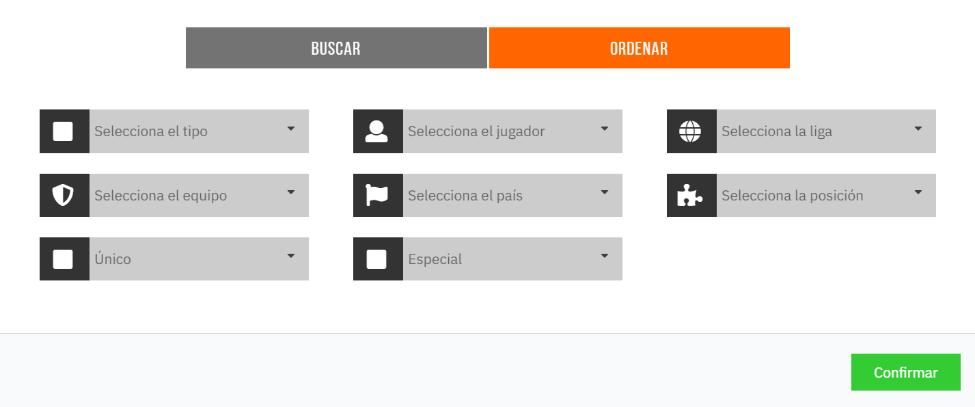 BUSCAR
ORDENAR
Selecciona el tipo
Selecciona el jugador
Selecciona la liga
Selecciona el equipo
Selecciona el país
Selecciona la posición
Único
Especial
Confirmar